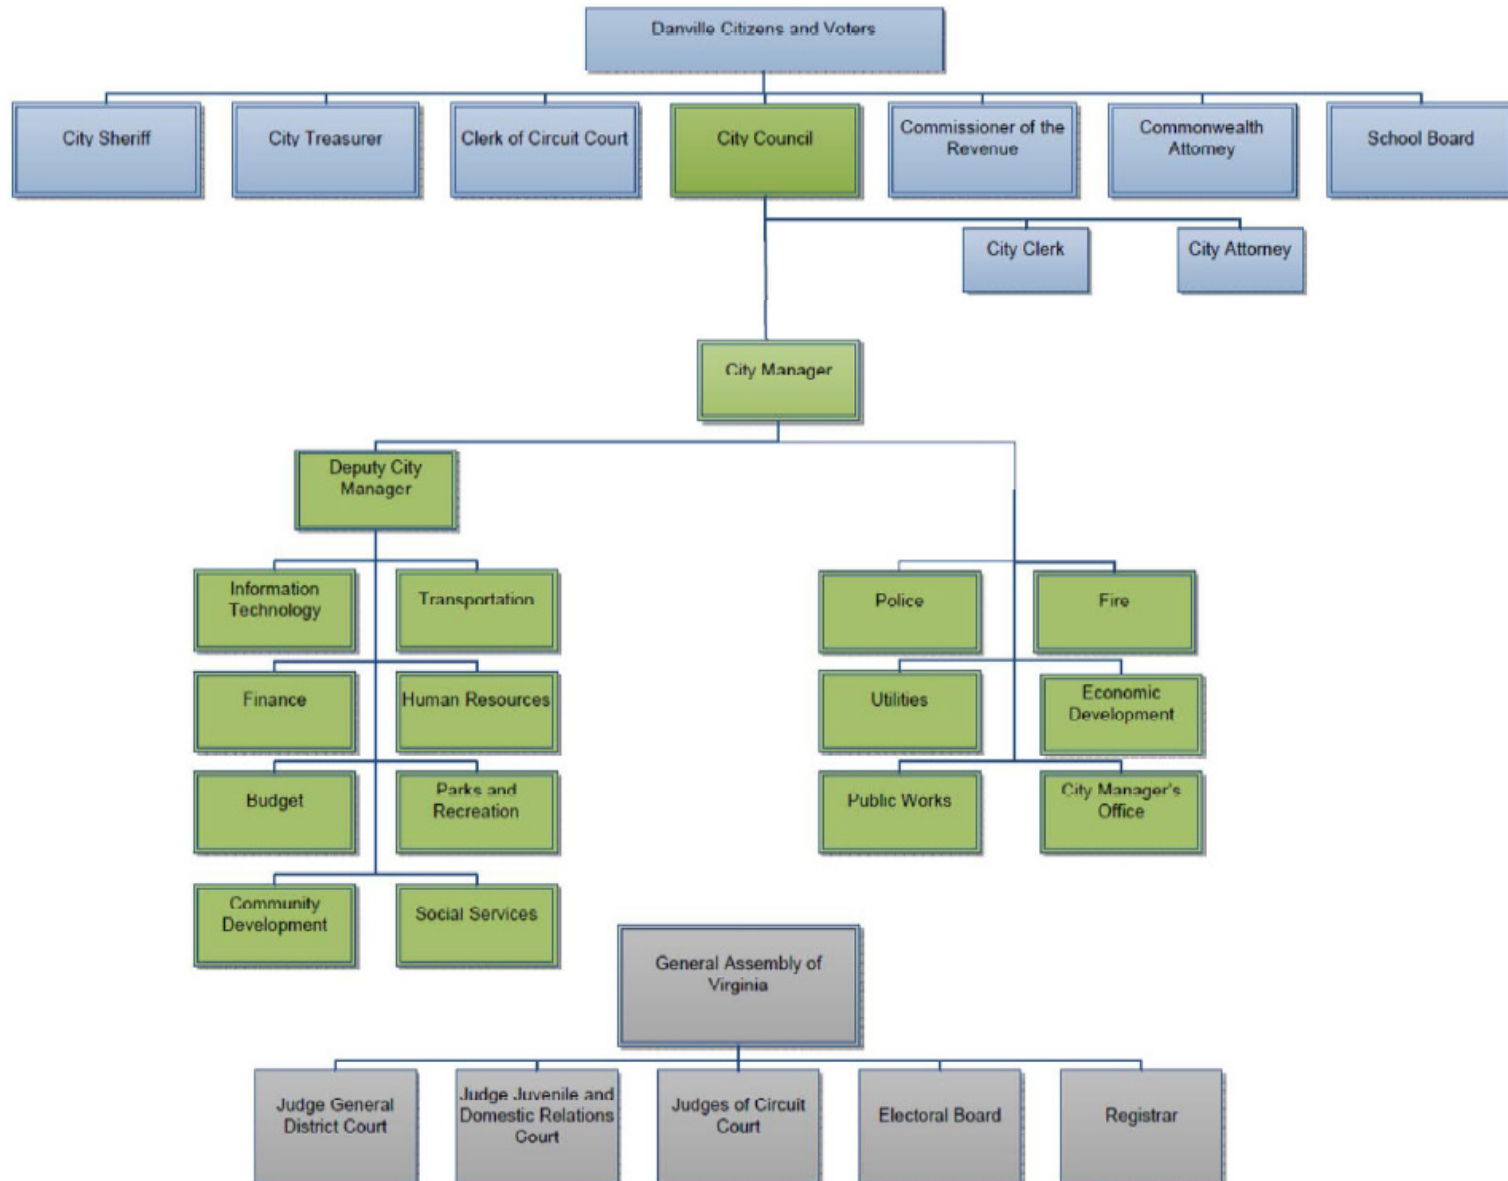 Danville Citizens and Voters
City Sheriff
City Treasurer
Clerk of Circuit Court
City Council
Commissioner of the
Revenue
Commonwealth
Attorney
School Board
City Clerk
City Attorney
City Manager
Deputy City
Manager
Information
Technology
Transportation
Finance
Human Resources
Budget
Parks and
Recreation
Community
Development
Social Services
Police
Fire
Utilities
Economic
Development
Public Works
City Manager's
Office
General Assembly of
Virginia
Judge General
District Court
Judge Juvenile and
Domestic Relations
Court
Judges of Circuit
Court
Electoral Board
Registrar